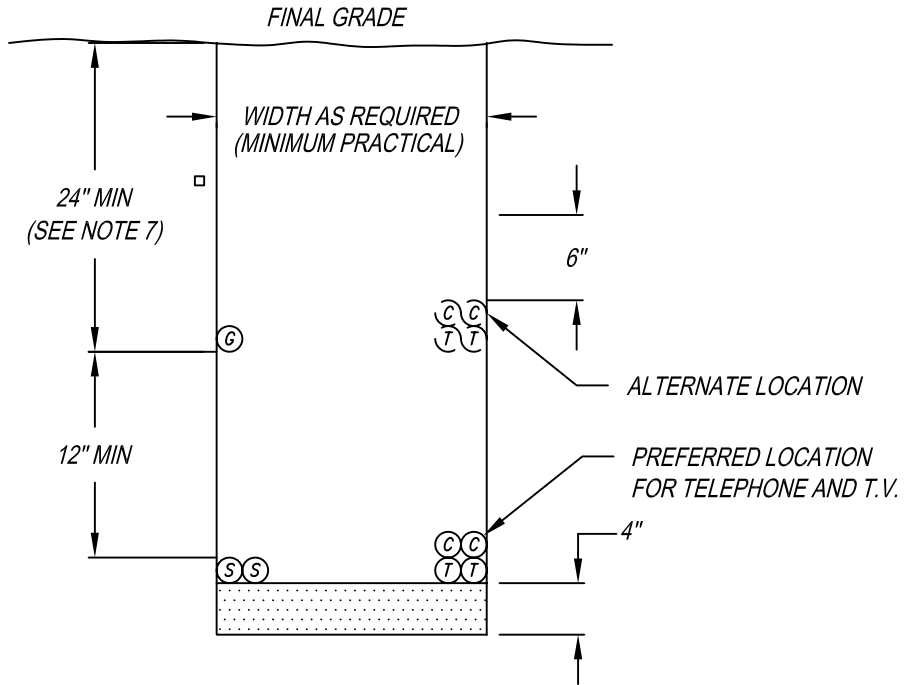 FINAL GRADE
WIDTH AS REQUIRED
(MINIMUM PRACTICAL)
24" MIN
(SEE NOTE 7)
6"
C C
G
T T
ALTERNATE LOCATION
12" MIN
PREFERRED LOCATION
FOR TELEPHONE AND T.V.
4"
C C
S S
T T